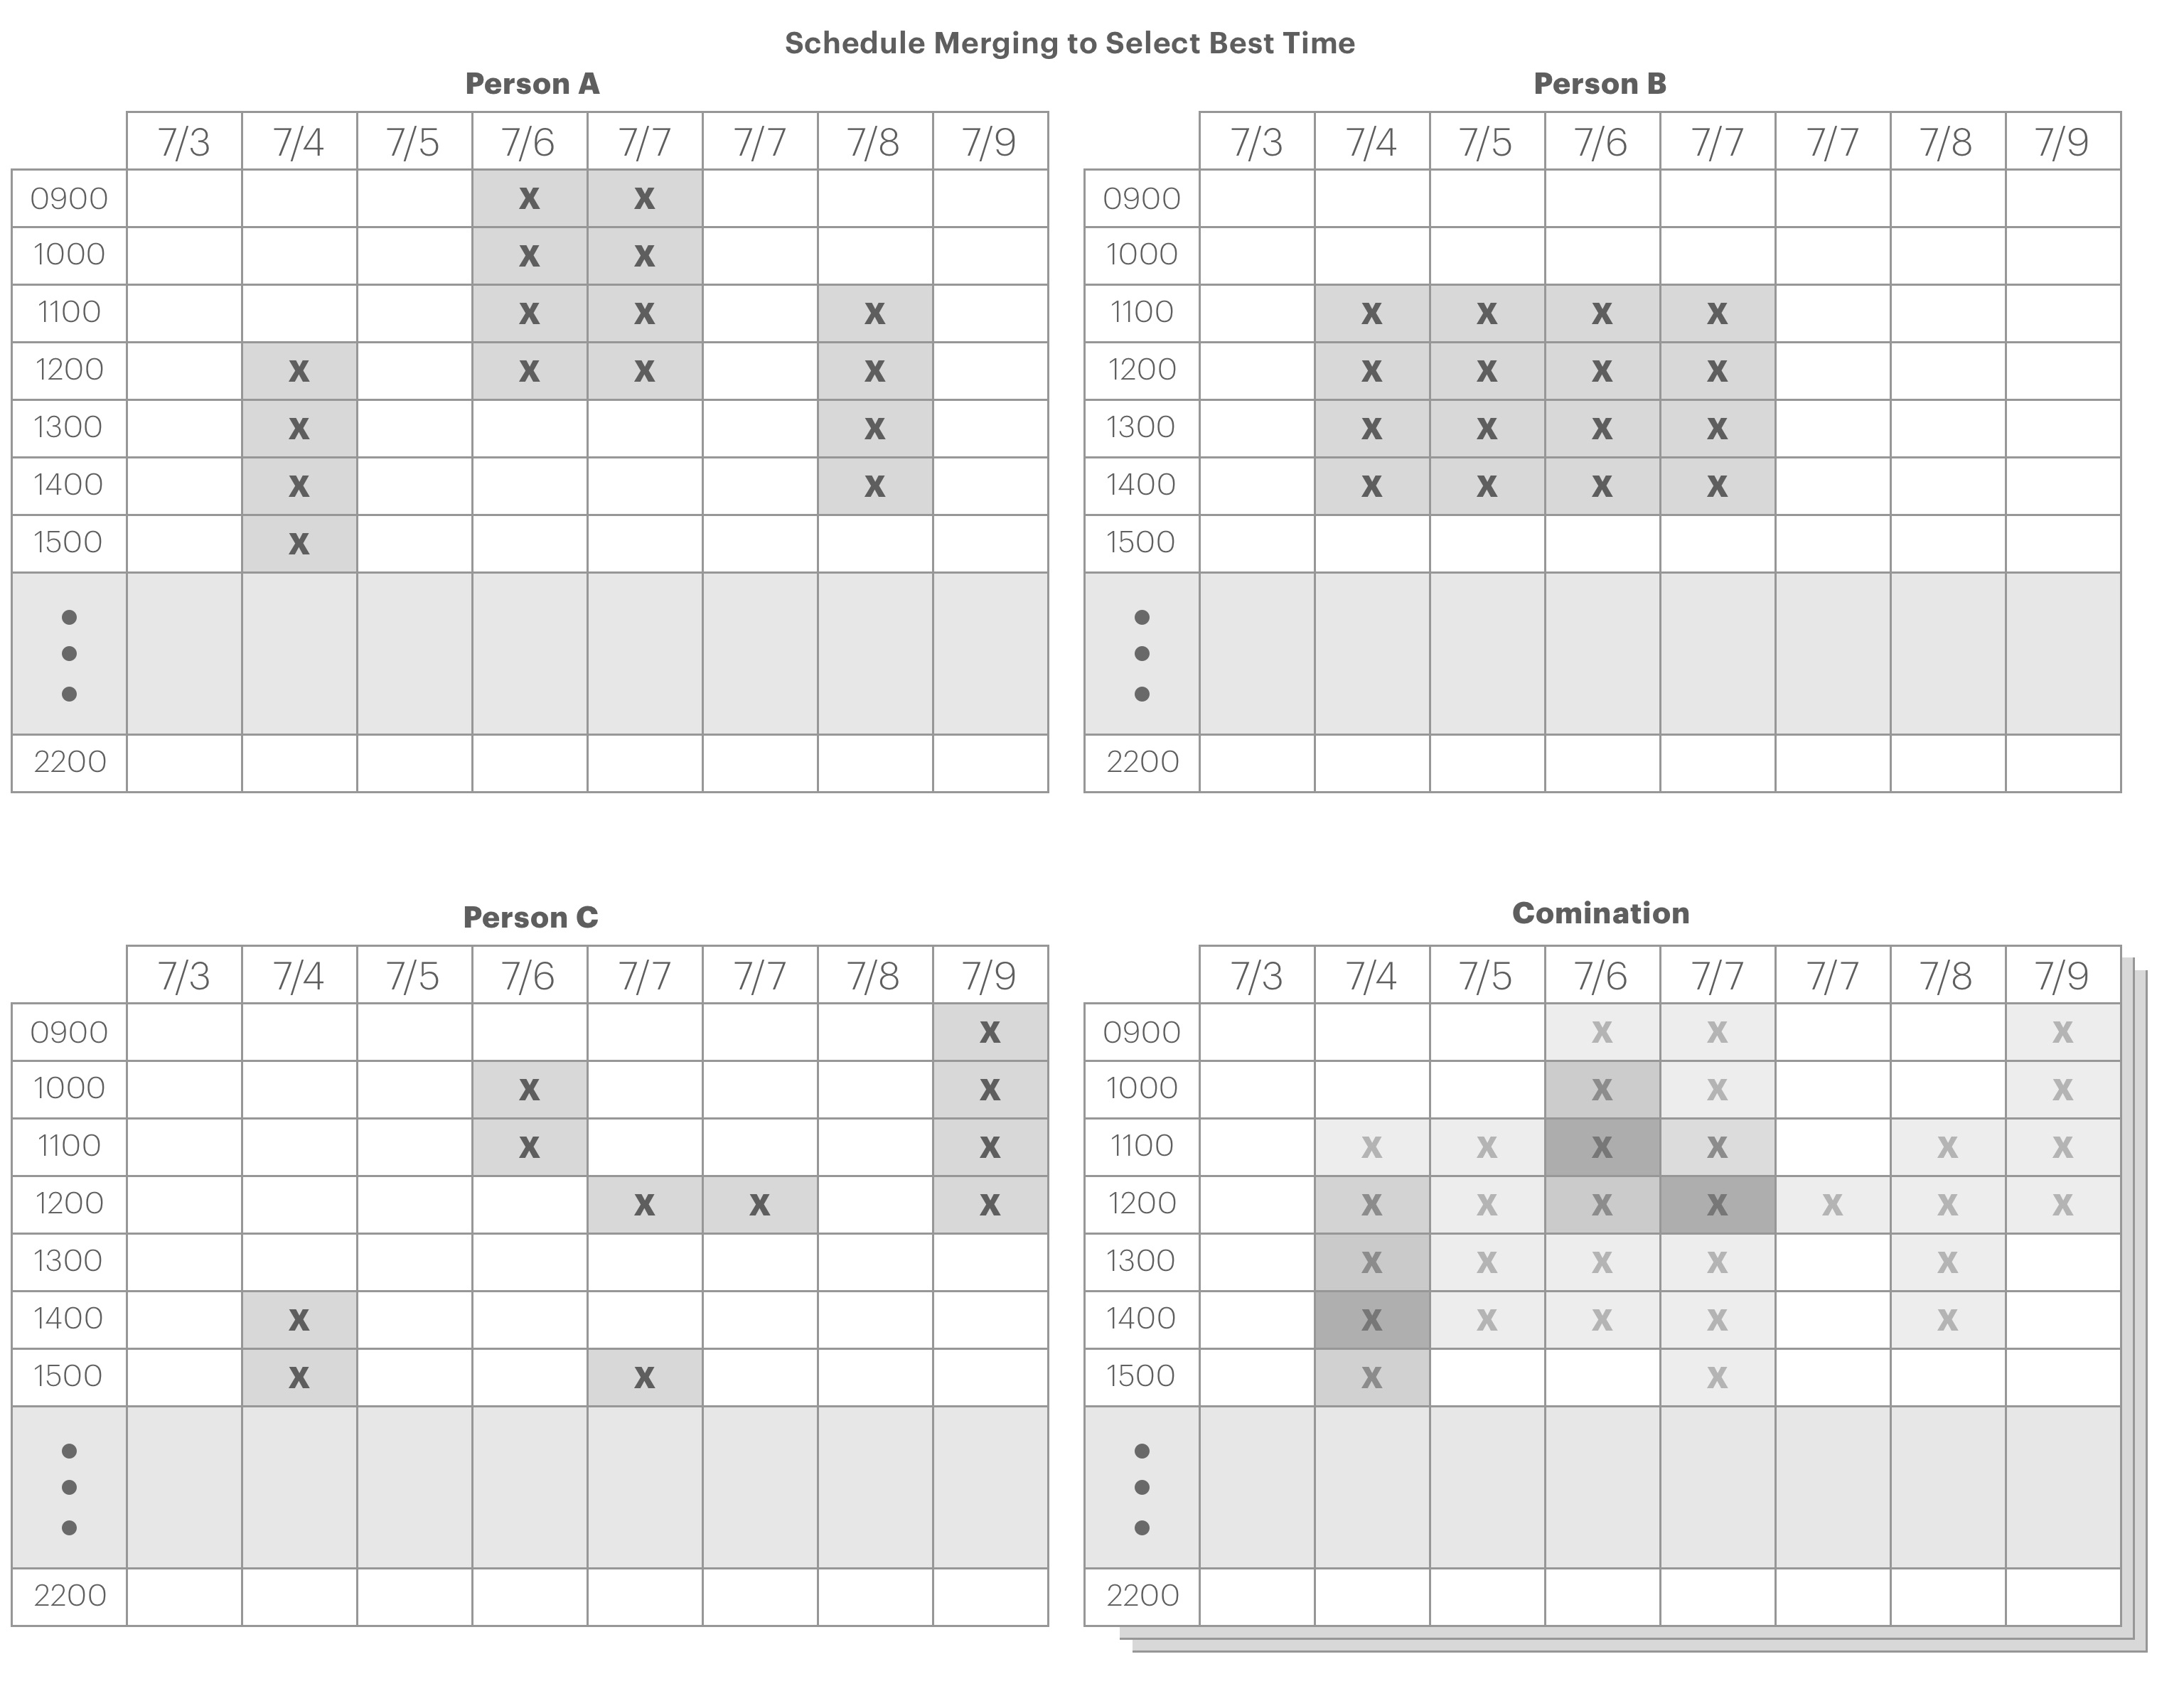 Schedule Merging to Select Best Time
Person A
7/3 7/4 7/5 7/6 7/7 7/7 7/8 7/9
0900 X X
1000 X X
1100 X X X
1200 X X X X
1300 X X
1400 X X
1500 X
2200
Person B
7/3 7/4 7/5 7/6 7/7 7/7 7/8 7/9
0900
1000
1100 X X X X
1200 X X X X
1300 X X X X
1400 X X X X
1500
2200
Person C
7/3 7/4 7/5 7/6 7/7 7/7 7/8 7/9
0900 X
1000 X X
1100 X X
1200 X X X
1300
1400 X
1500 X X
2200
Comination
7/3 7/4 7/5 7/6 7/7 7/7 7/8 7/9
0900 X X X
1000 X X X
1100 X X X X X X
1200 X X X X X X X
1300 X X X X X
1400 X X X X X
1500 X X
2200